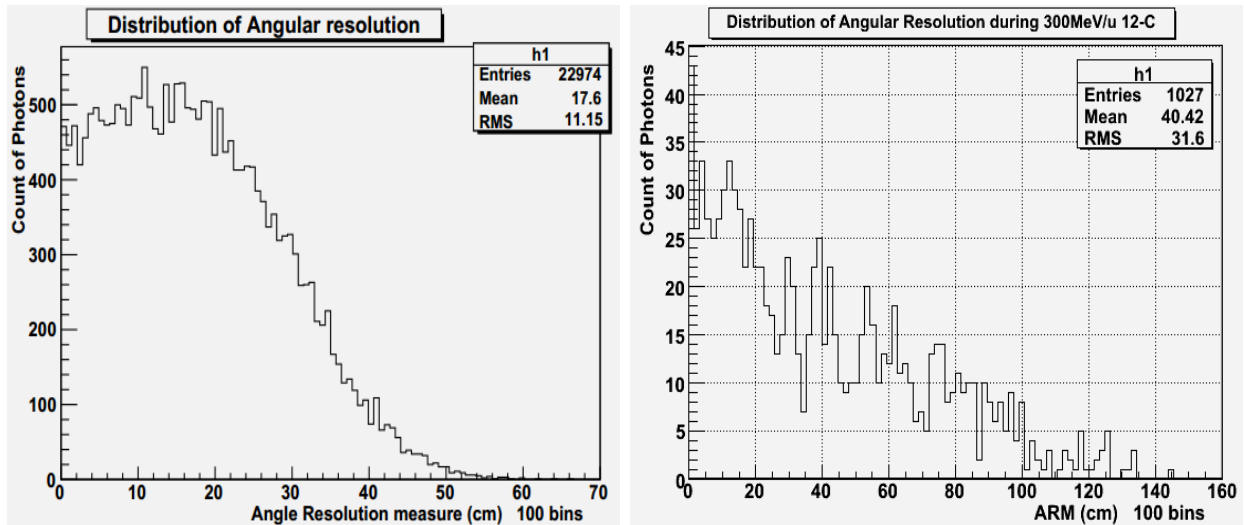 Distribution of Angular resolution
h1
Entries 22974
Mean 17.6
RMS 11.15
Count of Photons
500
400
300
200
100
0
0 10 20 30 40 50 60 70
Angle Resolution measure (cm) 100 bins
Distribution of Angular Resolution during 300MeV/u 12-C
h1
Entries 1027
Mean 40.42
RMS 31.6
Count of Photons
45
40
35
30
25
20
15
10
5
0
0 20 40 60 80 100 120 140 160
ARM (cm) 100 bins